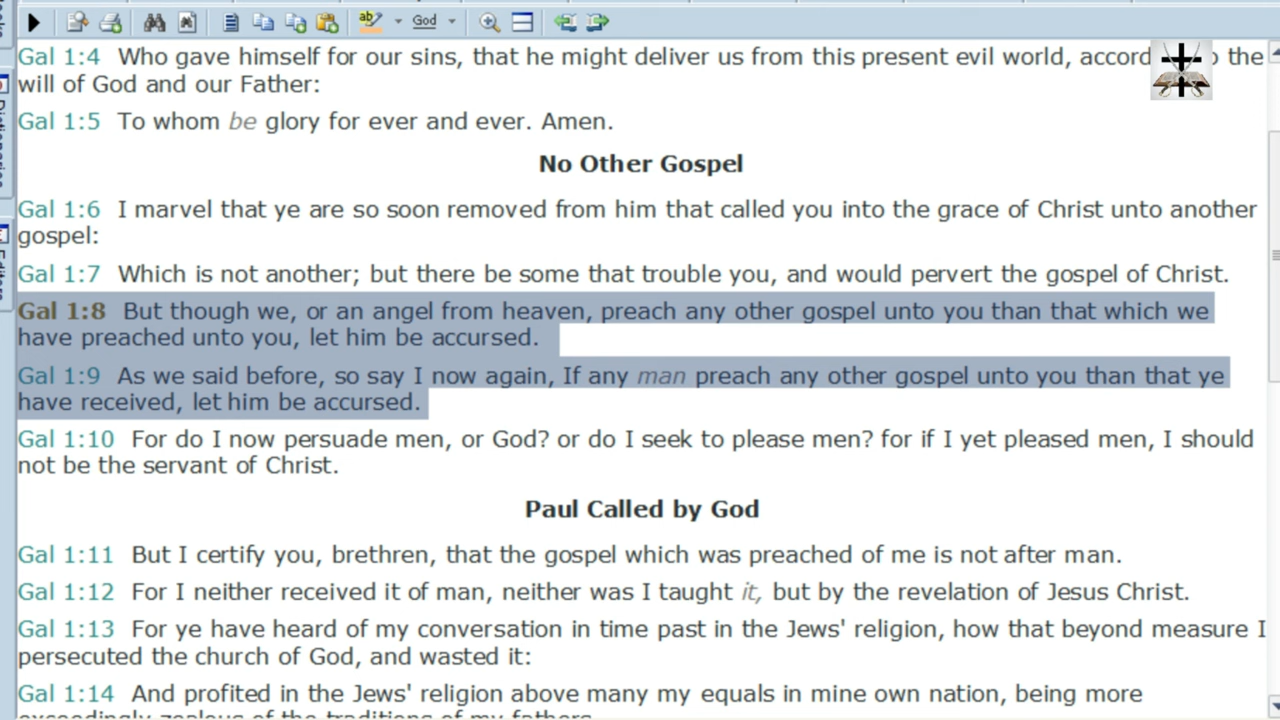 God
Gal 1:4 Who gave himself for our sins, that he might deliver us from this present evil world, accord the
will of God and our Father:
Gal 1:5 To whom be glory for ever and ever. Amen.
No Other Gospel
Gal 1:6 I marvel that ye are so soon removed from him that called you into the grace of Christ unto another
gospel:
Gal 1:7 Which is not another; but there be some that trouble you, and would pervert the gospel of Christ.
Gal 1:8 But though we, or an angel from heaven, preach any other gospel unto you than that which we
have preached unto you, let him be accursed.
Gal 1:9 As we said before, so say I now again, If any man preach any other gospel unto you than that ye
have received, let him be accursed.
Gal 1:10 For do I now persuade men, or God? or do I seek to please men? for if I yet pleased men, I should
not be the servant of Christ.
Paul Called by God
Gal 1:11 But I certify you, brethren, that the gospel which was preached of me is not after man.
Gal 1:12 For I neither received it of man, neither was I taught it, but by the revelation of Jesus Christ.
Gal 1:13 For ye have heard of my conversation in time past in the Jews' religion, how that beyond measure I
persecuted the church of God, and wasted it:
Gal 1:14 And profited in the Jews' religion above many my equals in mine own nation, being more
exceedingly zealous of the traditions of my fathers.